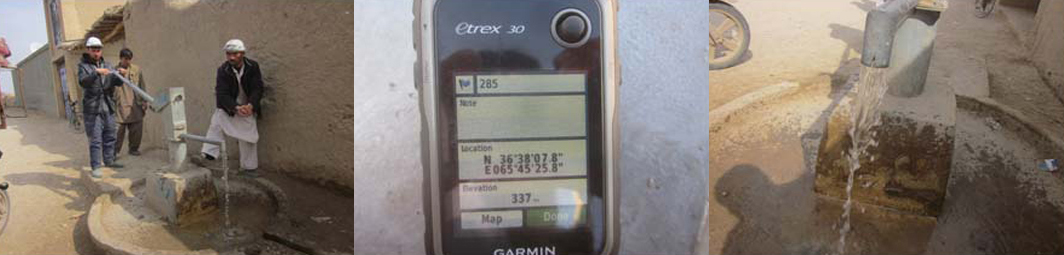 etrex 30
285
Note
Location
N 36°38'07.8"
E065°45'25.8"
Elevation
337 m
Map Done
GARMIN